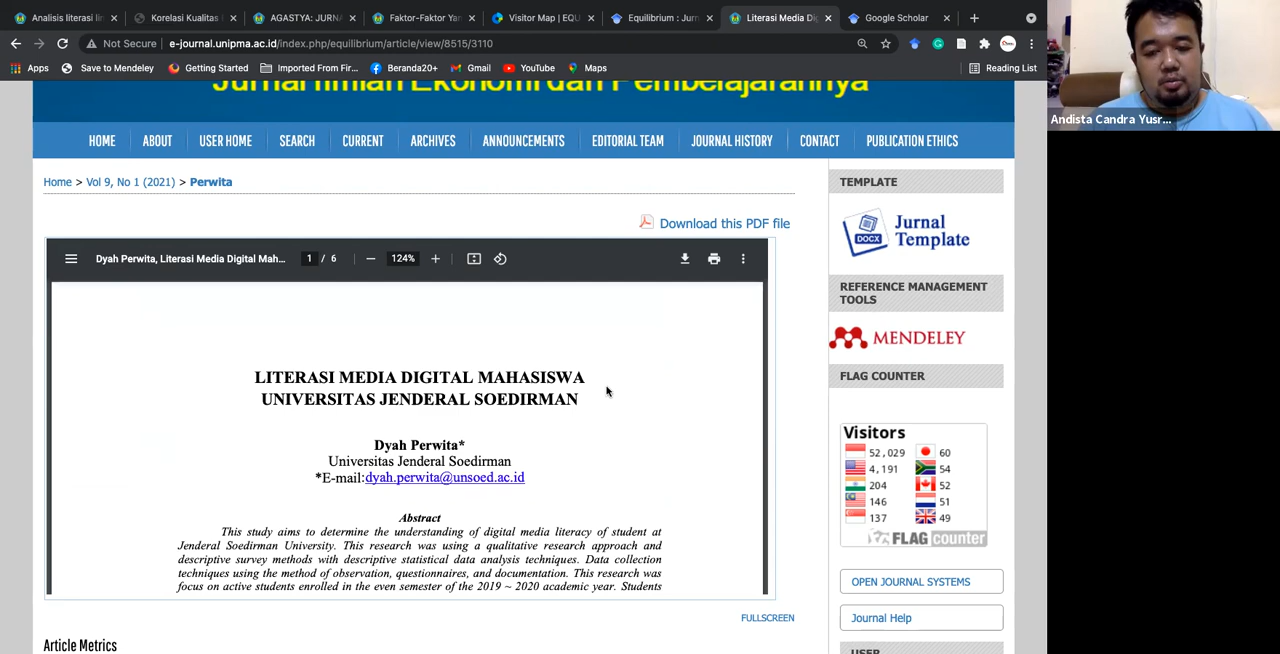 Analisis literasi li
Korelasi Kualitas
AGASTYA: JURNA
Faktor-Faktor Yan
Visitor Map | EQU
Equilibrium : Jurn
Literasi Media Dig
Google Scholar
Not Secure
e-journal.unipma.ac.id/index.php/equilibrium/article/view/8515/3110
Apps
Save to Mendeley
Getting Started
Imported From Fir...
Beranda20+
Gmail
YouTube
Maps
Reading List
Andista Candra Yusr...
Jurnal Ilmiah Ekonomi dan Pembelajarannya
HOME
ABOUT
USER HOME
SEARCH
CURRENT
ARCHIVES
ANNOUNCEMENTS
EDITORIAL TEAM
JOURNAL HISTORY
CONTACT
PUBLICATION ETHICS
Home > Vol 9, No 1 (2021) > Perwita
Download this PDF file
Dyah Perwita, Literasi Media Digital Mah...
1 / 6
124%
LITERASI MEDIA DIGITAL MAHASISWA
UNIVERSITAS JENDERAL SOEDIRMAN
Dyah Perwita*
Universitas Jenderal Soedirman
*E-mail:dyah.perwita@unsoed.ac.id
Abstract
This study aims to determine the understanding of digital media literacy of student at
Jenderal Soedirman University. This research was using a qualitative research approach and
descriptive survey methods with descriptive statistical data analysis techniques. Data collection
techniques using the method of observation, questionnaires, and documentation. This research was
focus on active students enrolled in the even semester of the 2019 ~ 2020 academic year. Students
FULLSCREEN
Article Metrics
TEMPLATE
DOCX
Jurnal
Template
REFERENCE MANAGEMENT
TOOLS
MENDELEY
FLAG COUNTER
Visitors
52,029 60
4,191 54
204 52
146 51
137 49
FLAG counter
OPEN JOURNAL SYSTEMS
Journal Help
USER